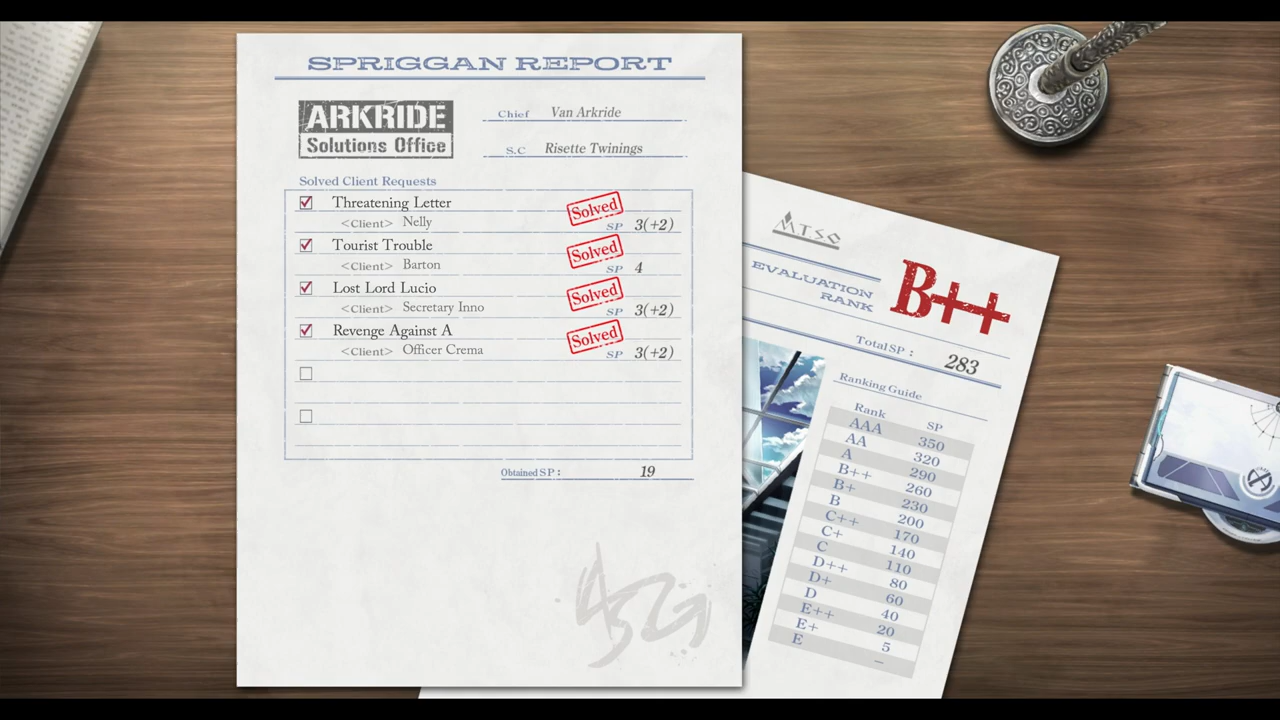 SPRIGGAN REPORT
ARKRIDE
Solutions Office
Chief Van Arkride
S.C Risette Twinings
Solved Client Requests
Threatening Letter Solved
<Client> Nelly SP 3(+2)
Tourist Trouble Solved
<Client> Barton SP 4
Lost Lord Lucio Solved
<Client> Secretary Inno SP 3(+2)
Revenge Against A Solved
<Client> Officer Crema SP 3(+2)
Obtained SP : 19
MTSC
EVALUATION
RANK
B++
Total SP : 283
Ranking Guide
Rank SP
AAA 350
AA 320
A 290
B++ 260
B+ 230
B 200
C++ 170
C+ 140
C 110
D++ 80
D+ 60
D 40
E++ 20
E+ 5
E –